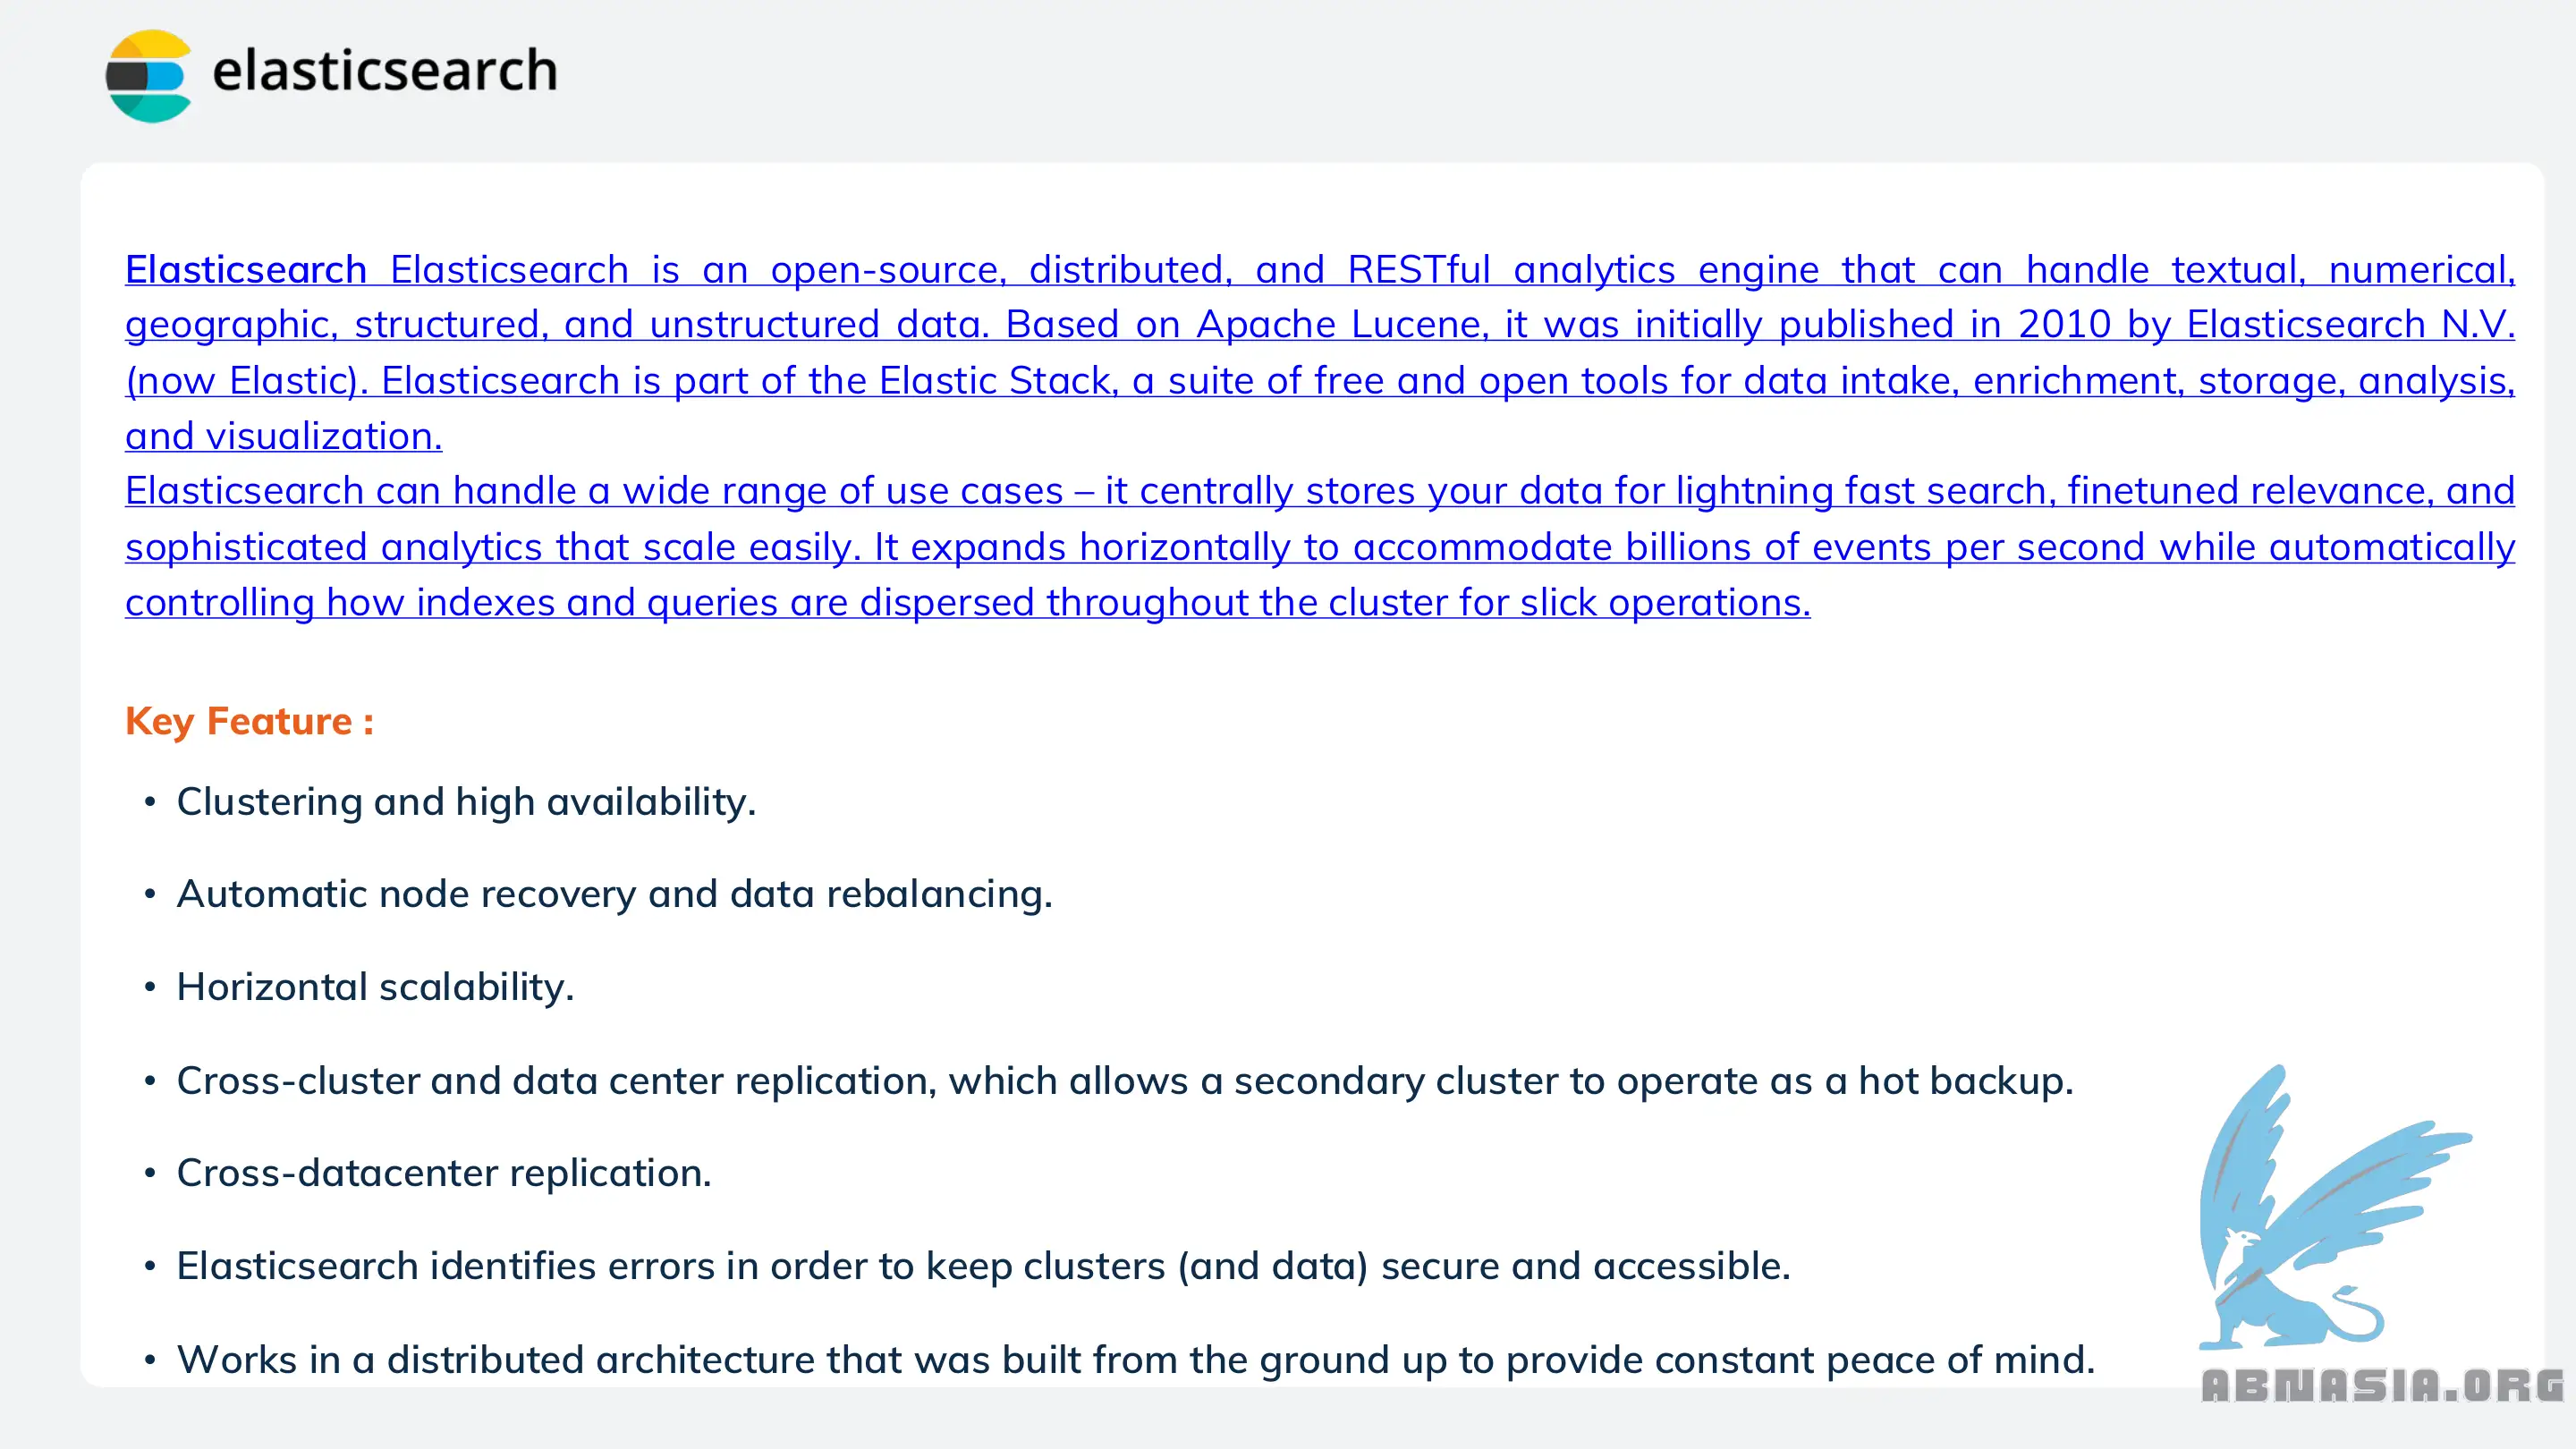 elasticsearch
Elasticsearch Elasticsearch is an open-source, distributed, and RESTful analytics engine that can handle textual, numerical,
geographic, structured, and unstructured data. Based on Apache Lucene, it was initially published in 2010 by Elasticsearch N.V.
(now Elastic). Elasticsearch is part of the Elastic Stack, a suite of free and open tools for data intake, enrichment, storage, analysis,
and visualization.
Elasticsearch can handle a wide range of use cases – it centrally stores your data for lightning fast search, finetuned relevance, and
sophisticated analytics that scale easily. It expands horizontally to accommodate billions of events per second while automatically
controlling how indexes and queries are dispersed throughout the cluster for slick operations.
Key Feature :
• Clustering and high availability.
• Automatic node recovery and data rebalancing.
• Horizontal scalability.
• Cross-cluster and data center replication, which allows a secondary cluster to operate as a hot backup.
• Cross-datacenter replication.
• Elasticsearch identifies errors in order to keep clusters (and data) secure and accessible.
• Works in a distributed architecture that was built from the ground up to provide constant peace of mind.
ABNASIA.ORG